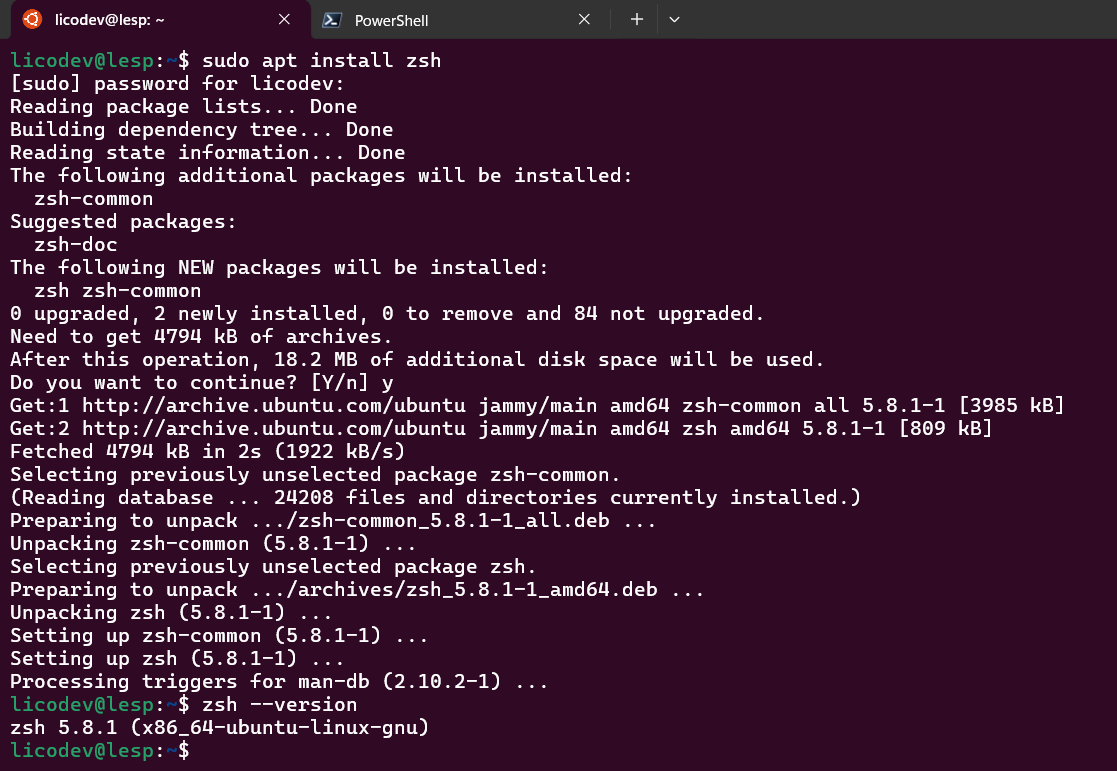 licodev@lesp: ~
PowerShell
licodev@lesp:~$ sudo apt install zsh
[sudo] password for licodev:
Reading package lists... Done
Building dependency tree... Done
Reading state information... Done
The following additional packages will be installed:
  zsh-common
Suggested packages:
  zsh-doc
The following NEW packages will be installed:
  zsh zsh-common
0 upgraded, 2 newly installed, 0 to remove and 84 not upgraded.
Need to get 4794 kB of archives.
After this operation, 18.2 MB of additional disk space will be used.
Do you want to continue? [Y/n] y
Get:1 http://archive.ubuntu.com/ubuntu jammy/main amd64 zsh-common all 5.8.1-1 [3985 kB]
Get:2 http://archive.ubuntu.com/ubuntu jammy/main amd64 zsh amd64 5.8.1-1 [809 kB]
Fetched 4794 kB in 2s (1922 kB/s)
Selecting previously unselected package zsh-common.
(Reading database ... 24208 files and directories currently installed.)
Preparing to unpack .../zsh-common_5.8.1-1_all.deb ...
Unpacking zsh-common (5.8.1-1) ...
Selecting previously unselected package zsh.
Preparing to unpack .../archives/zsh_5.8.1-1_amd64.deb ...
Unpacking zsh (5.8.1-1) ...
Setting up zsh-common (5.8.1-1) ...
Setting up zsh (5.8.1-1) ...
Processing triggers for man-db (2.10.2-1) ...
licodev@lesp:~$ zsh --version
zsh 5.8.1 (x86_64-ubuntu-linux-gnu)
licodev@lesp:~$